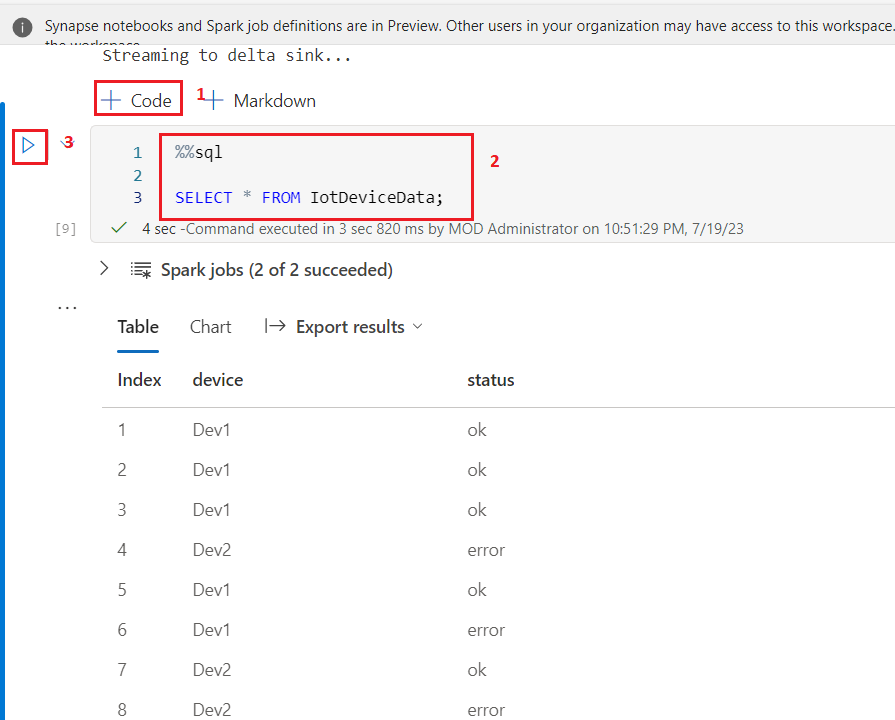 Synapse notebooks and Spark job definitions are in Preview. Other users in your organization may have access to this workspace.
the workspace
Streaming to delta sink...
Code 1 Markdown
3
1 %%sql
2
2
3 SELECT * FROM IotDeviceData;
[9] 4 sec -Command executed in 3 sec 820 ms by MOD Administrator on 10:51:29 PM, 7/19/23
Spark jobs (2 of 2 succeeded)
...
Table Chart Export results
Index device status
1 Dev1 ok
2 Dev1 ok
3 Dev1 ok
4 Dev2 error
5 Dev1 ok
6 Dev1 error
7 Dev2 ok
8 Dev2 error